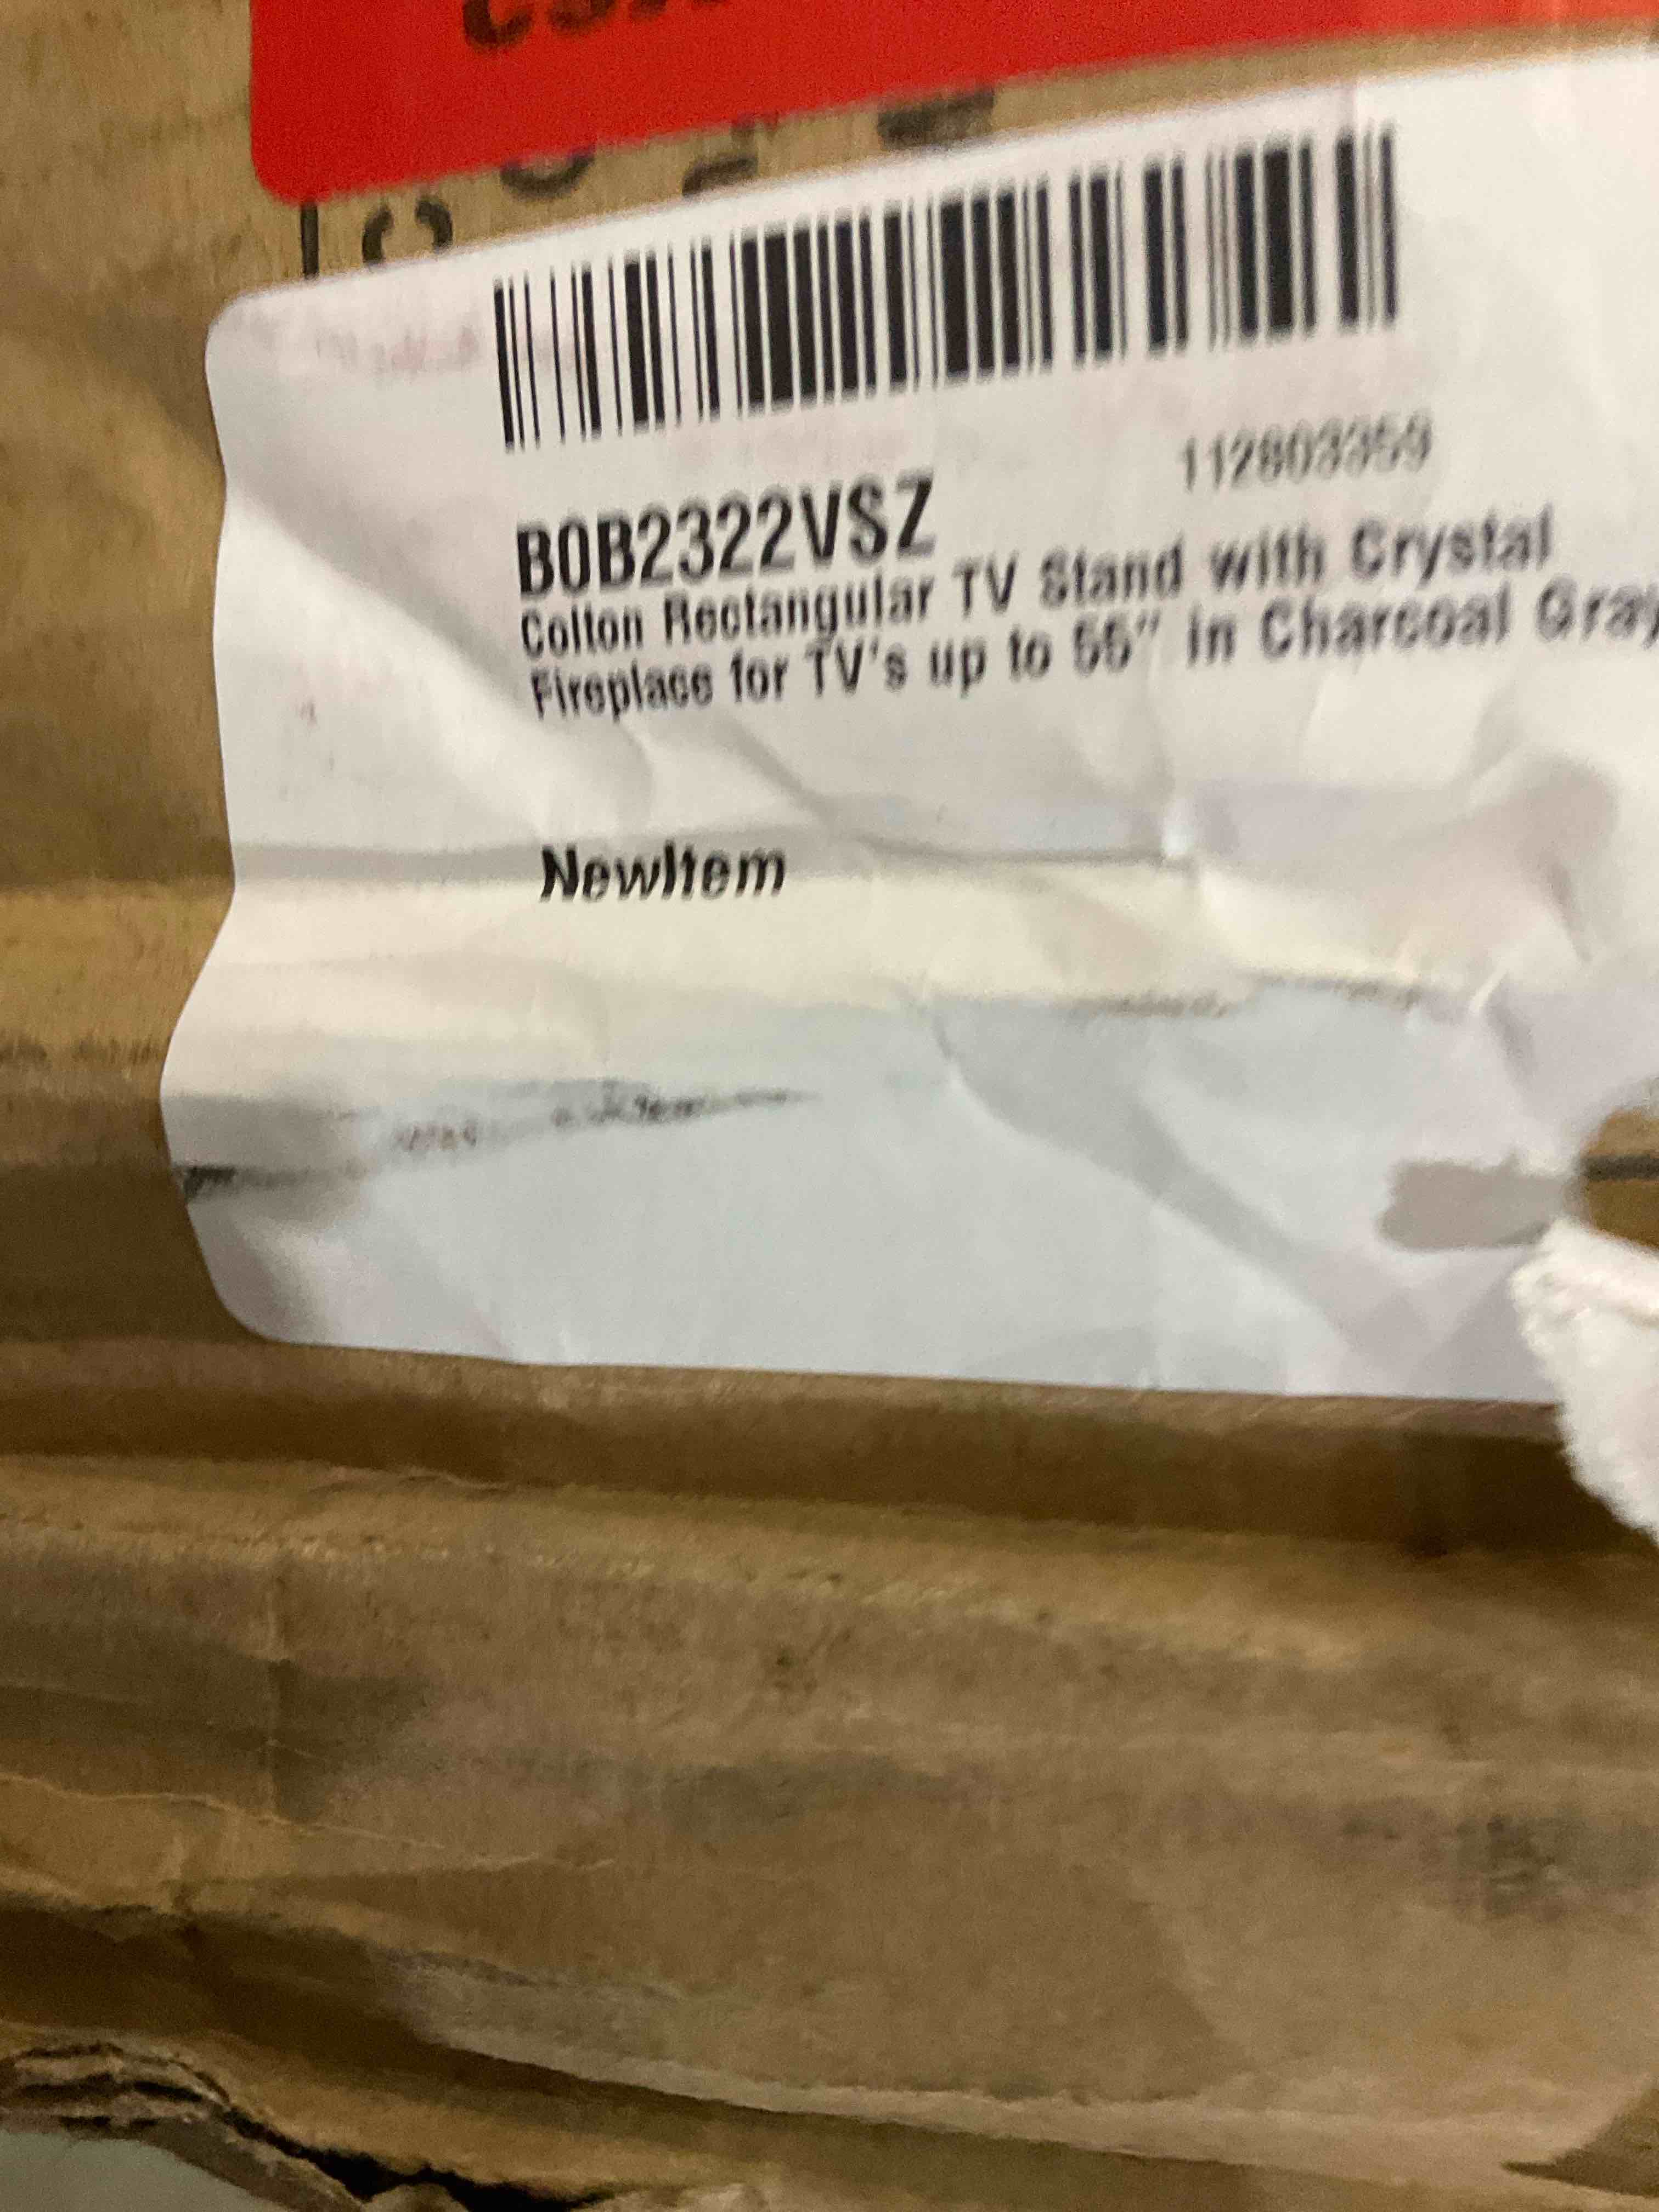 112803359
B0B2322VSZ
Colton Rectangular TV Stand with Crystal
Fireplace for TV's up to 55" in Charcoal Gray
NewItem